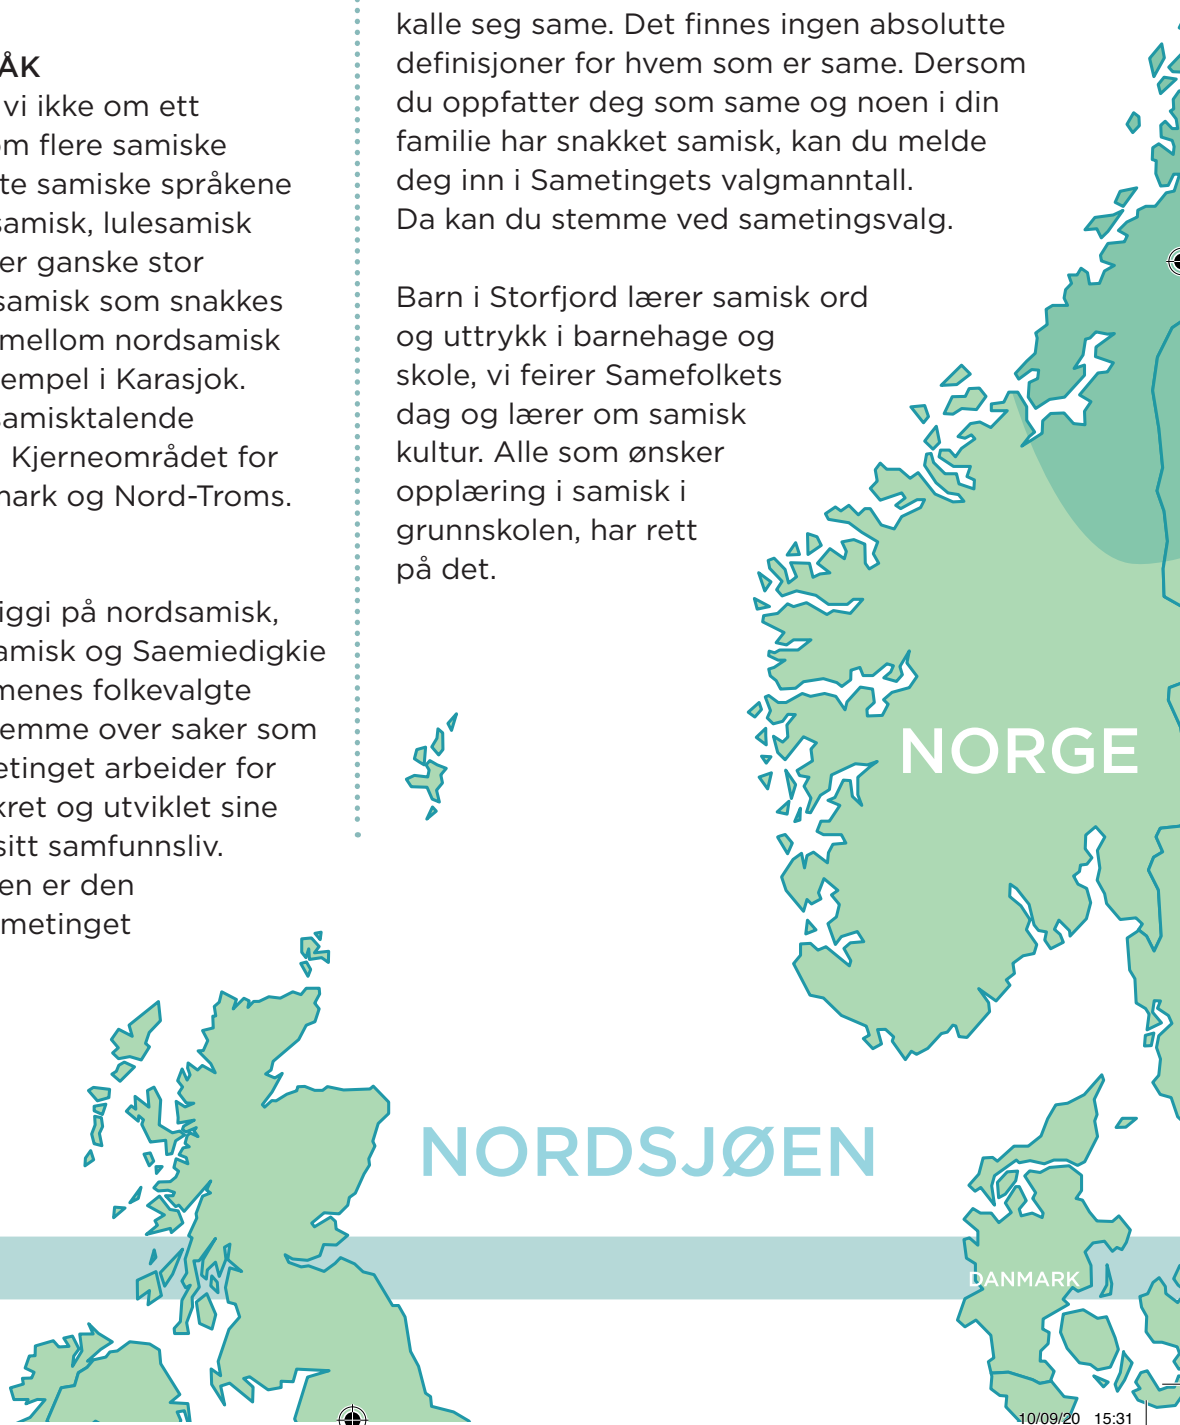 ÅK
vi ikke om ett
om flere samiske
te samiske språkene
samisk, lulesamisk
er ganske stor
samisk som snakkes
mellom nordsamisk
empel i Karasjok.
samisktalende
Kjerneområdet for
mark og Nord-Troms.
iggi på nordsamisk,
amisk og Saemiedigkie
menes folkevalgte
emme over saker som
etinget arbeider for
kret og utviklet sine
sitt samfunnsliv.
en er den
metinget
kalle seg same. Det finnes ingen absolutte
definisjoner for hvem som er same. Dersom
du oppfatter deg som same og noen i din
familie har snakket samisk, kan du melde
deg inn i Sametingets valgmanntall.
Da kan du stemme ved sametingsvalg.
Barn i Storfjord lærer samisk ord
og uttrykk i barnehage og
skole, vi feirer Samefolkets
dag og lærer om samisk
kultur. Alle som ønsker
opplæring i samisk i
grunnskolen, har rett
på det.
NORGE
NORDSJØEN
DANMARK
10/09/20 15:31